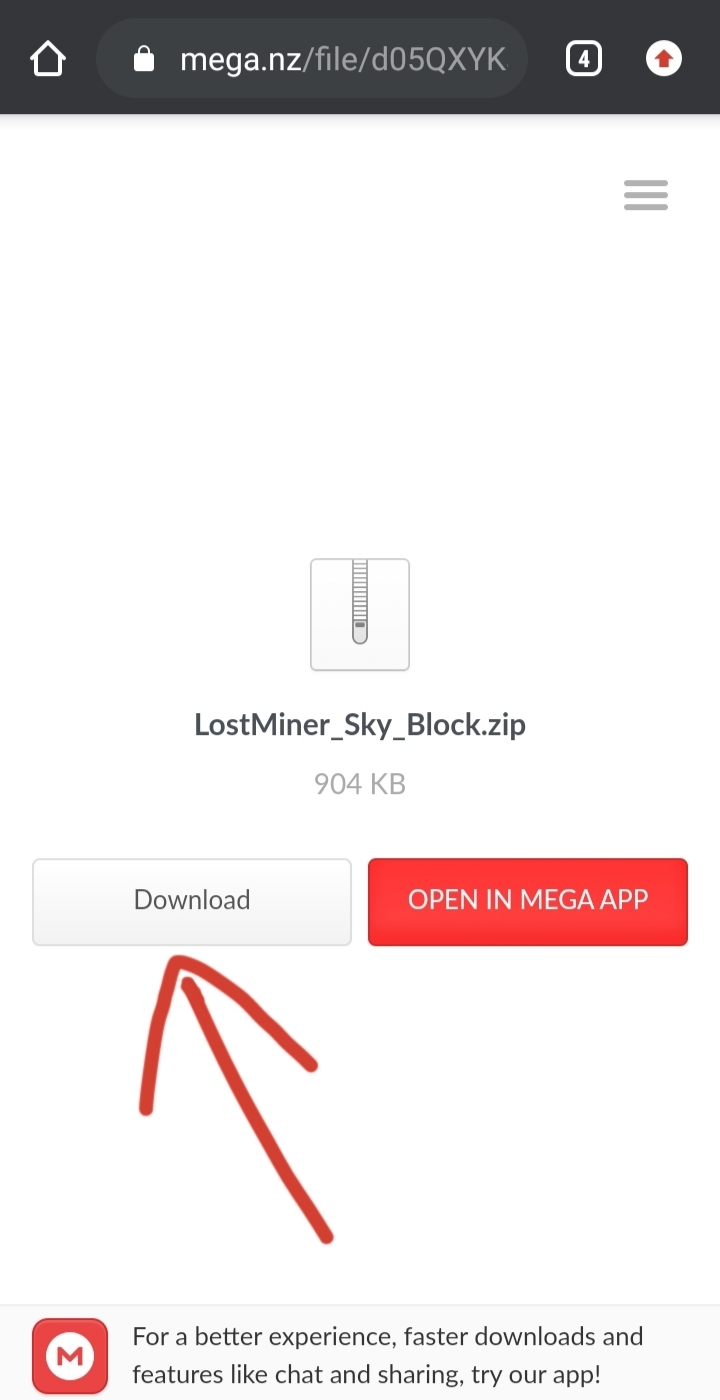 mega.nz/file/d05QXYK
4
LostMiner_Sky_Block.zip
904 KB
Download
OPEN IN MEGA APP
M
For a better experience, faster downloads and
features like chat and sharing, try our app!